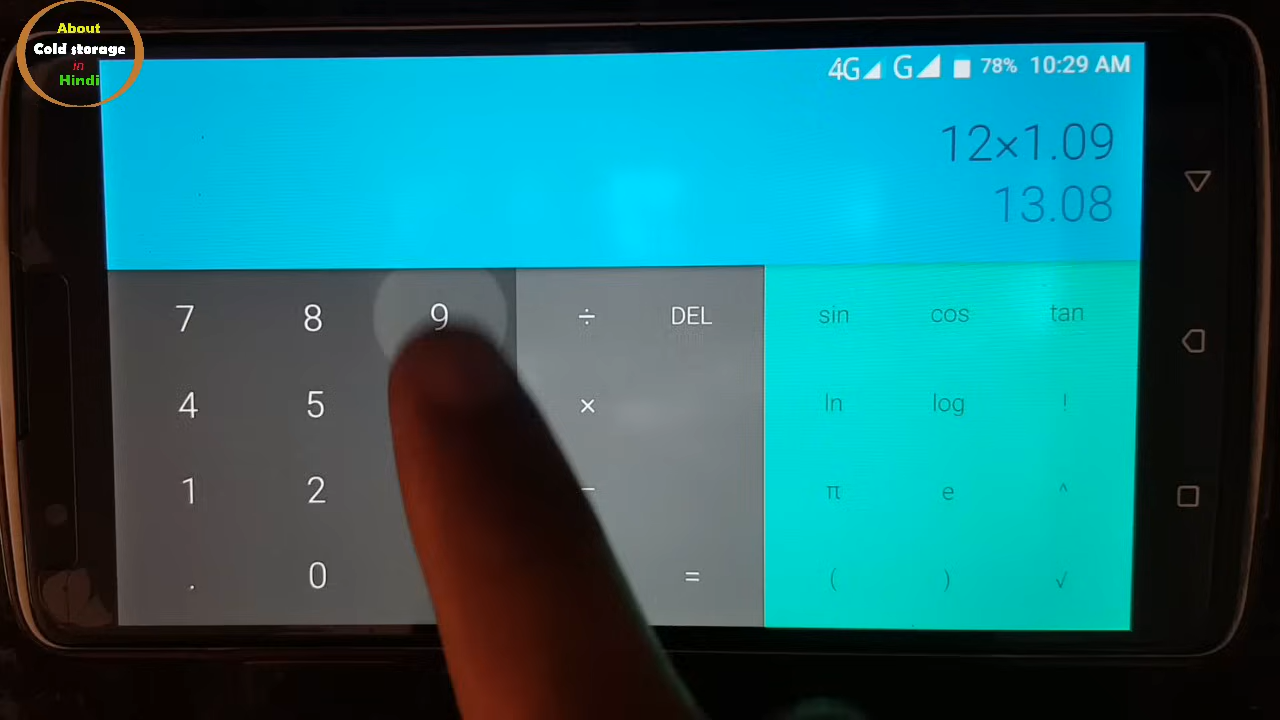 About
Cold storage
in
Hindi
4G G 78% 10:29 AM
12×1.09
13.08
7 8 9 ÷ DEL sin cos tan
4 5 × ln log !
1 2 − π e ^
. 0 = ( ) √